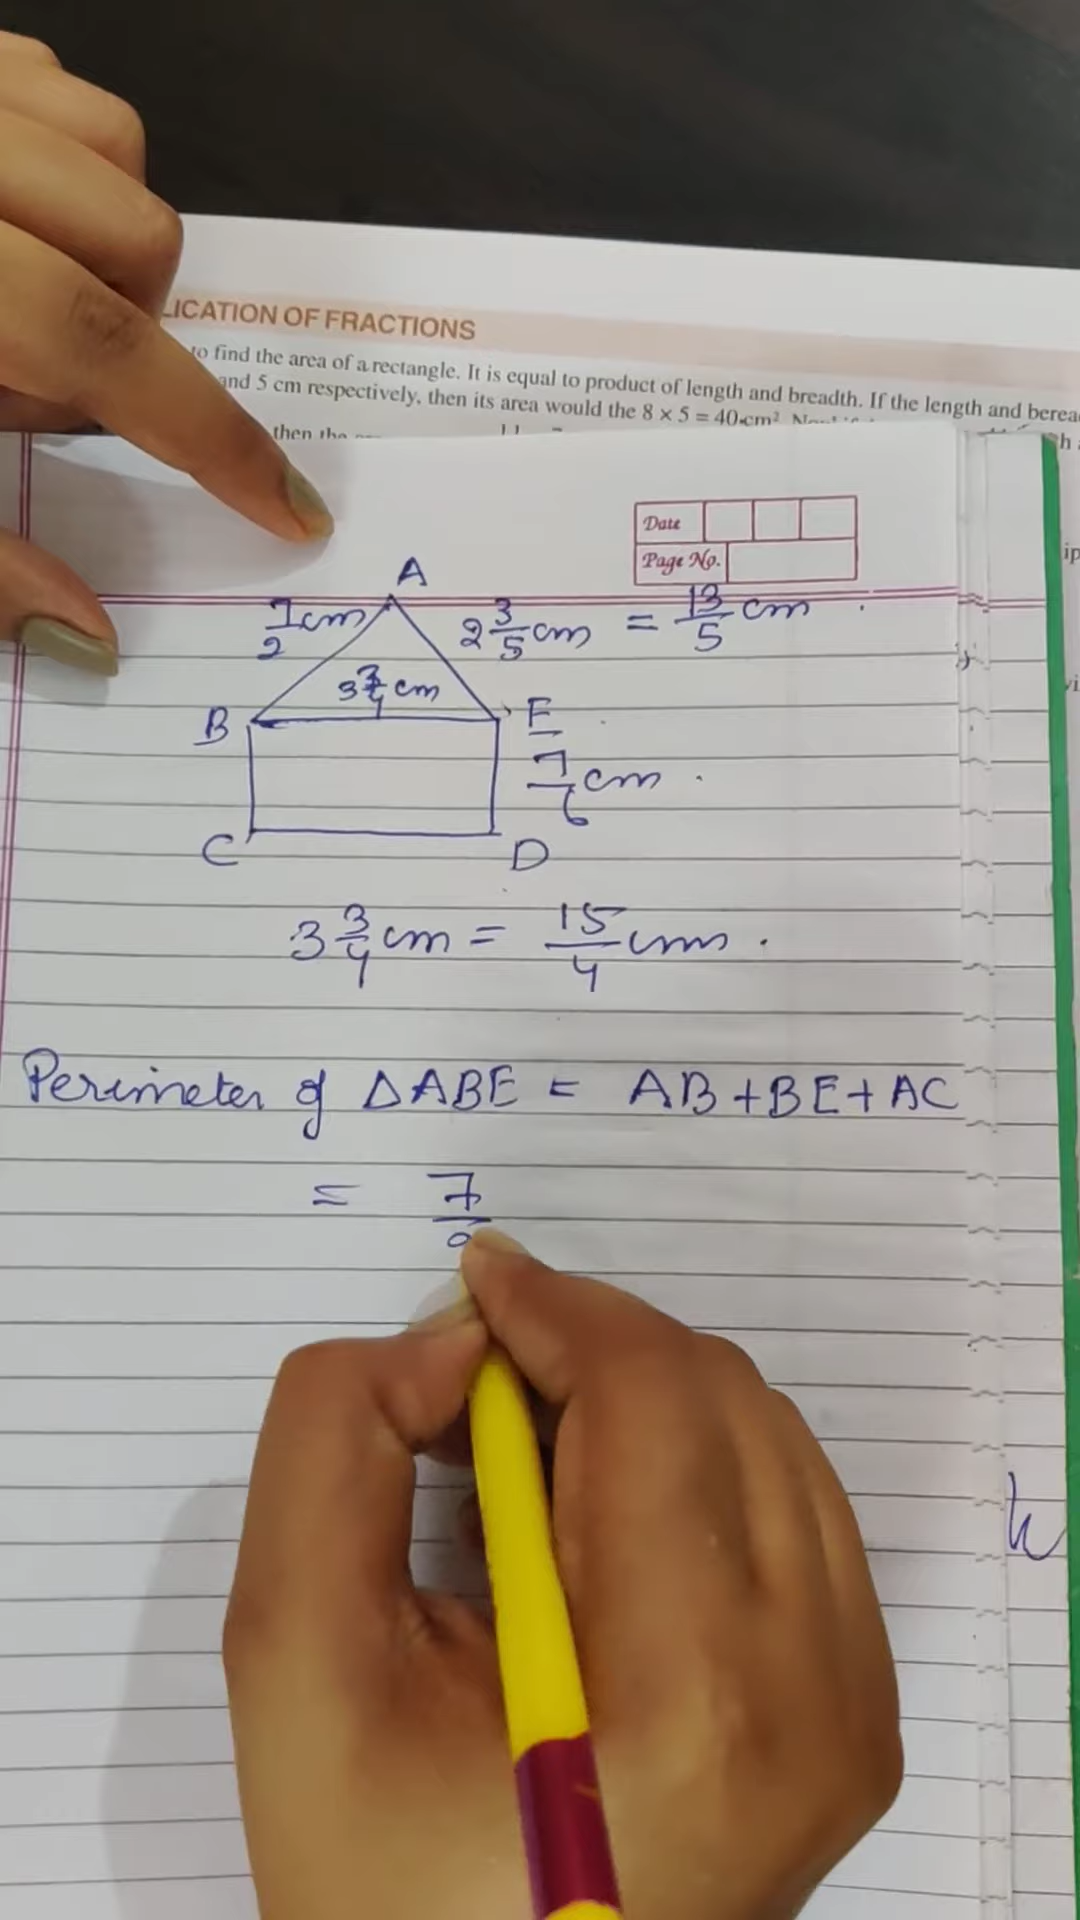 LICATION OF FRACTIONS
to find the area of a rectangle. It is equal to product of length and breadth. If the length and
and 5 cm respectively, then its area would the 8 × 5 = 40 cm²
then the
Date
Page No.
A
7/2 cm
2 3/5 cm = 13/5 cm
3 3/4 cm
B
E
7/6 cm .
C
D
3 3/4 cm = 15/4 cms .
Perimeter of ΔABE = AB+BE+AC
= 7/